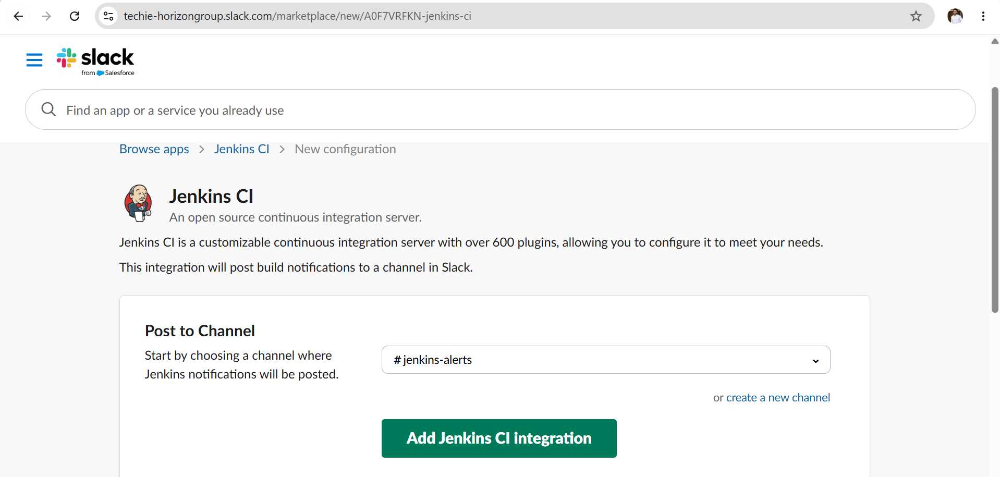 techie-horizongroup.slack.com/marketplace/new/A0F7VRFKN-jenkins-ci
slack
from Salesforce
Find an app or a service you already use
Browse apps > Jenkins CI > New configuration
Jenkins CI
An open source continuous integration server.
Jenkins CI is a customizable continuous integration server with over 600 plugins, allowing you to configure it to meet your needs.
This integration will post build notifications to a channel in Slack.
Post to Channel
Start by choosing a channel where
Jenkins notifications will be posted.
# jenkins-alerts
or create a new channel
Add Jenkins CI integration